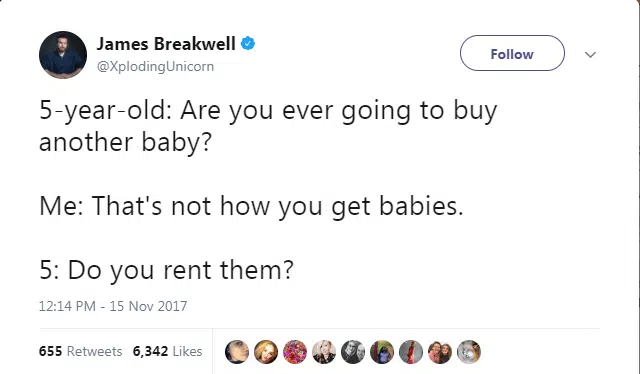 James Breakwell
@XplodingUnicorn
Follow
5-year-old: Are you ever going to buy
another baby?
Me: That's not how you get babies.
5: Do you rent them?
12:14 PM - 15 Nov 2017
655 Retweets 6,342 Likes